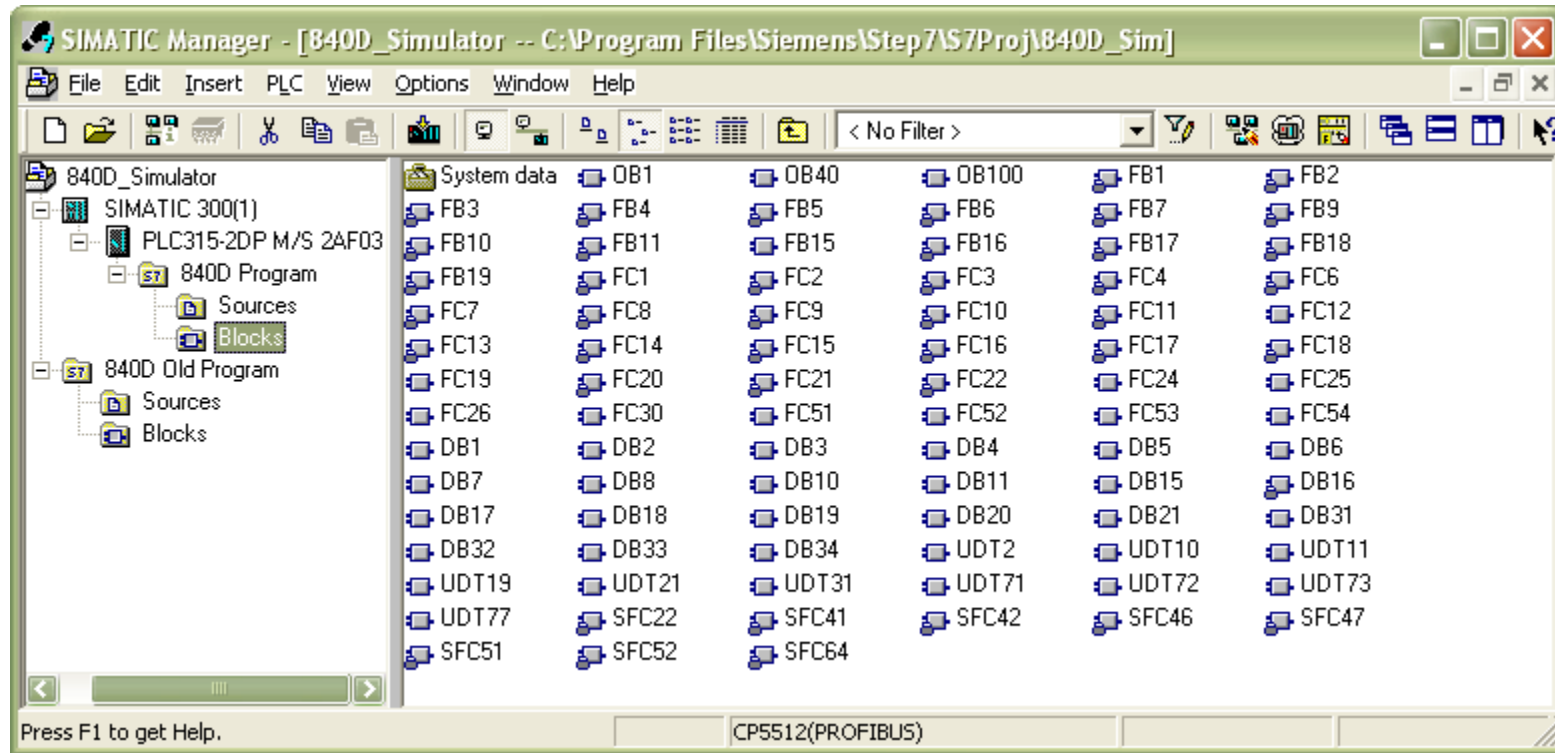 SIMATIC Manager - [840D_Simulator -- C:\Program Files\Siemens\Step7\S7Proj\840D_Sim]
File Edit Insert PLC View Options Window Help
< No Filter >
840D_Simulator
SIMATIC 300(1)
PLC315-2DP M/S 2AF03
840D Program
Sources
Blocks
840D Old Program
Sources
Blocks
System data OB1 OB40 OB100 FB1 FB2
FB3 FB4 FB5 FB6 FB7 FB9
FB10 FB11 FB15 FB16 FB17 FB18
FB19 FC1 FC2 FC3 FC4 FC6
FC7 FC8 FC9 FC10 FC11 FC12
FC13 FC14 FC15 FC16 FC17 FC18
FC19 FC20 FC21 FC22 FC24 FC25
FC26 FC30 FC51 FC52 FC53 FC54
DB1 DB2 DB3 DB4 DB5 DB6
DB7 DB8 DB10 DB11 DB15 DB16
DB17 DB18 DB19 DB20 DB21 DB31
DB32 DB33 DB34 UDT2 UDT10 UDT11
UDT19 UDT21 UDT31 UDT71 UDT72 UDT73
UDT77 SFC22 SFC41 SFC42 SFC46 SFC47
SFC51 SFC52 SFC64
Press F1 to get Help. CP5512(PROFIBUS)